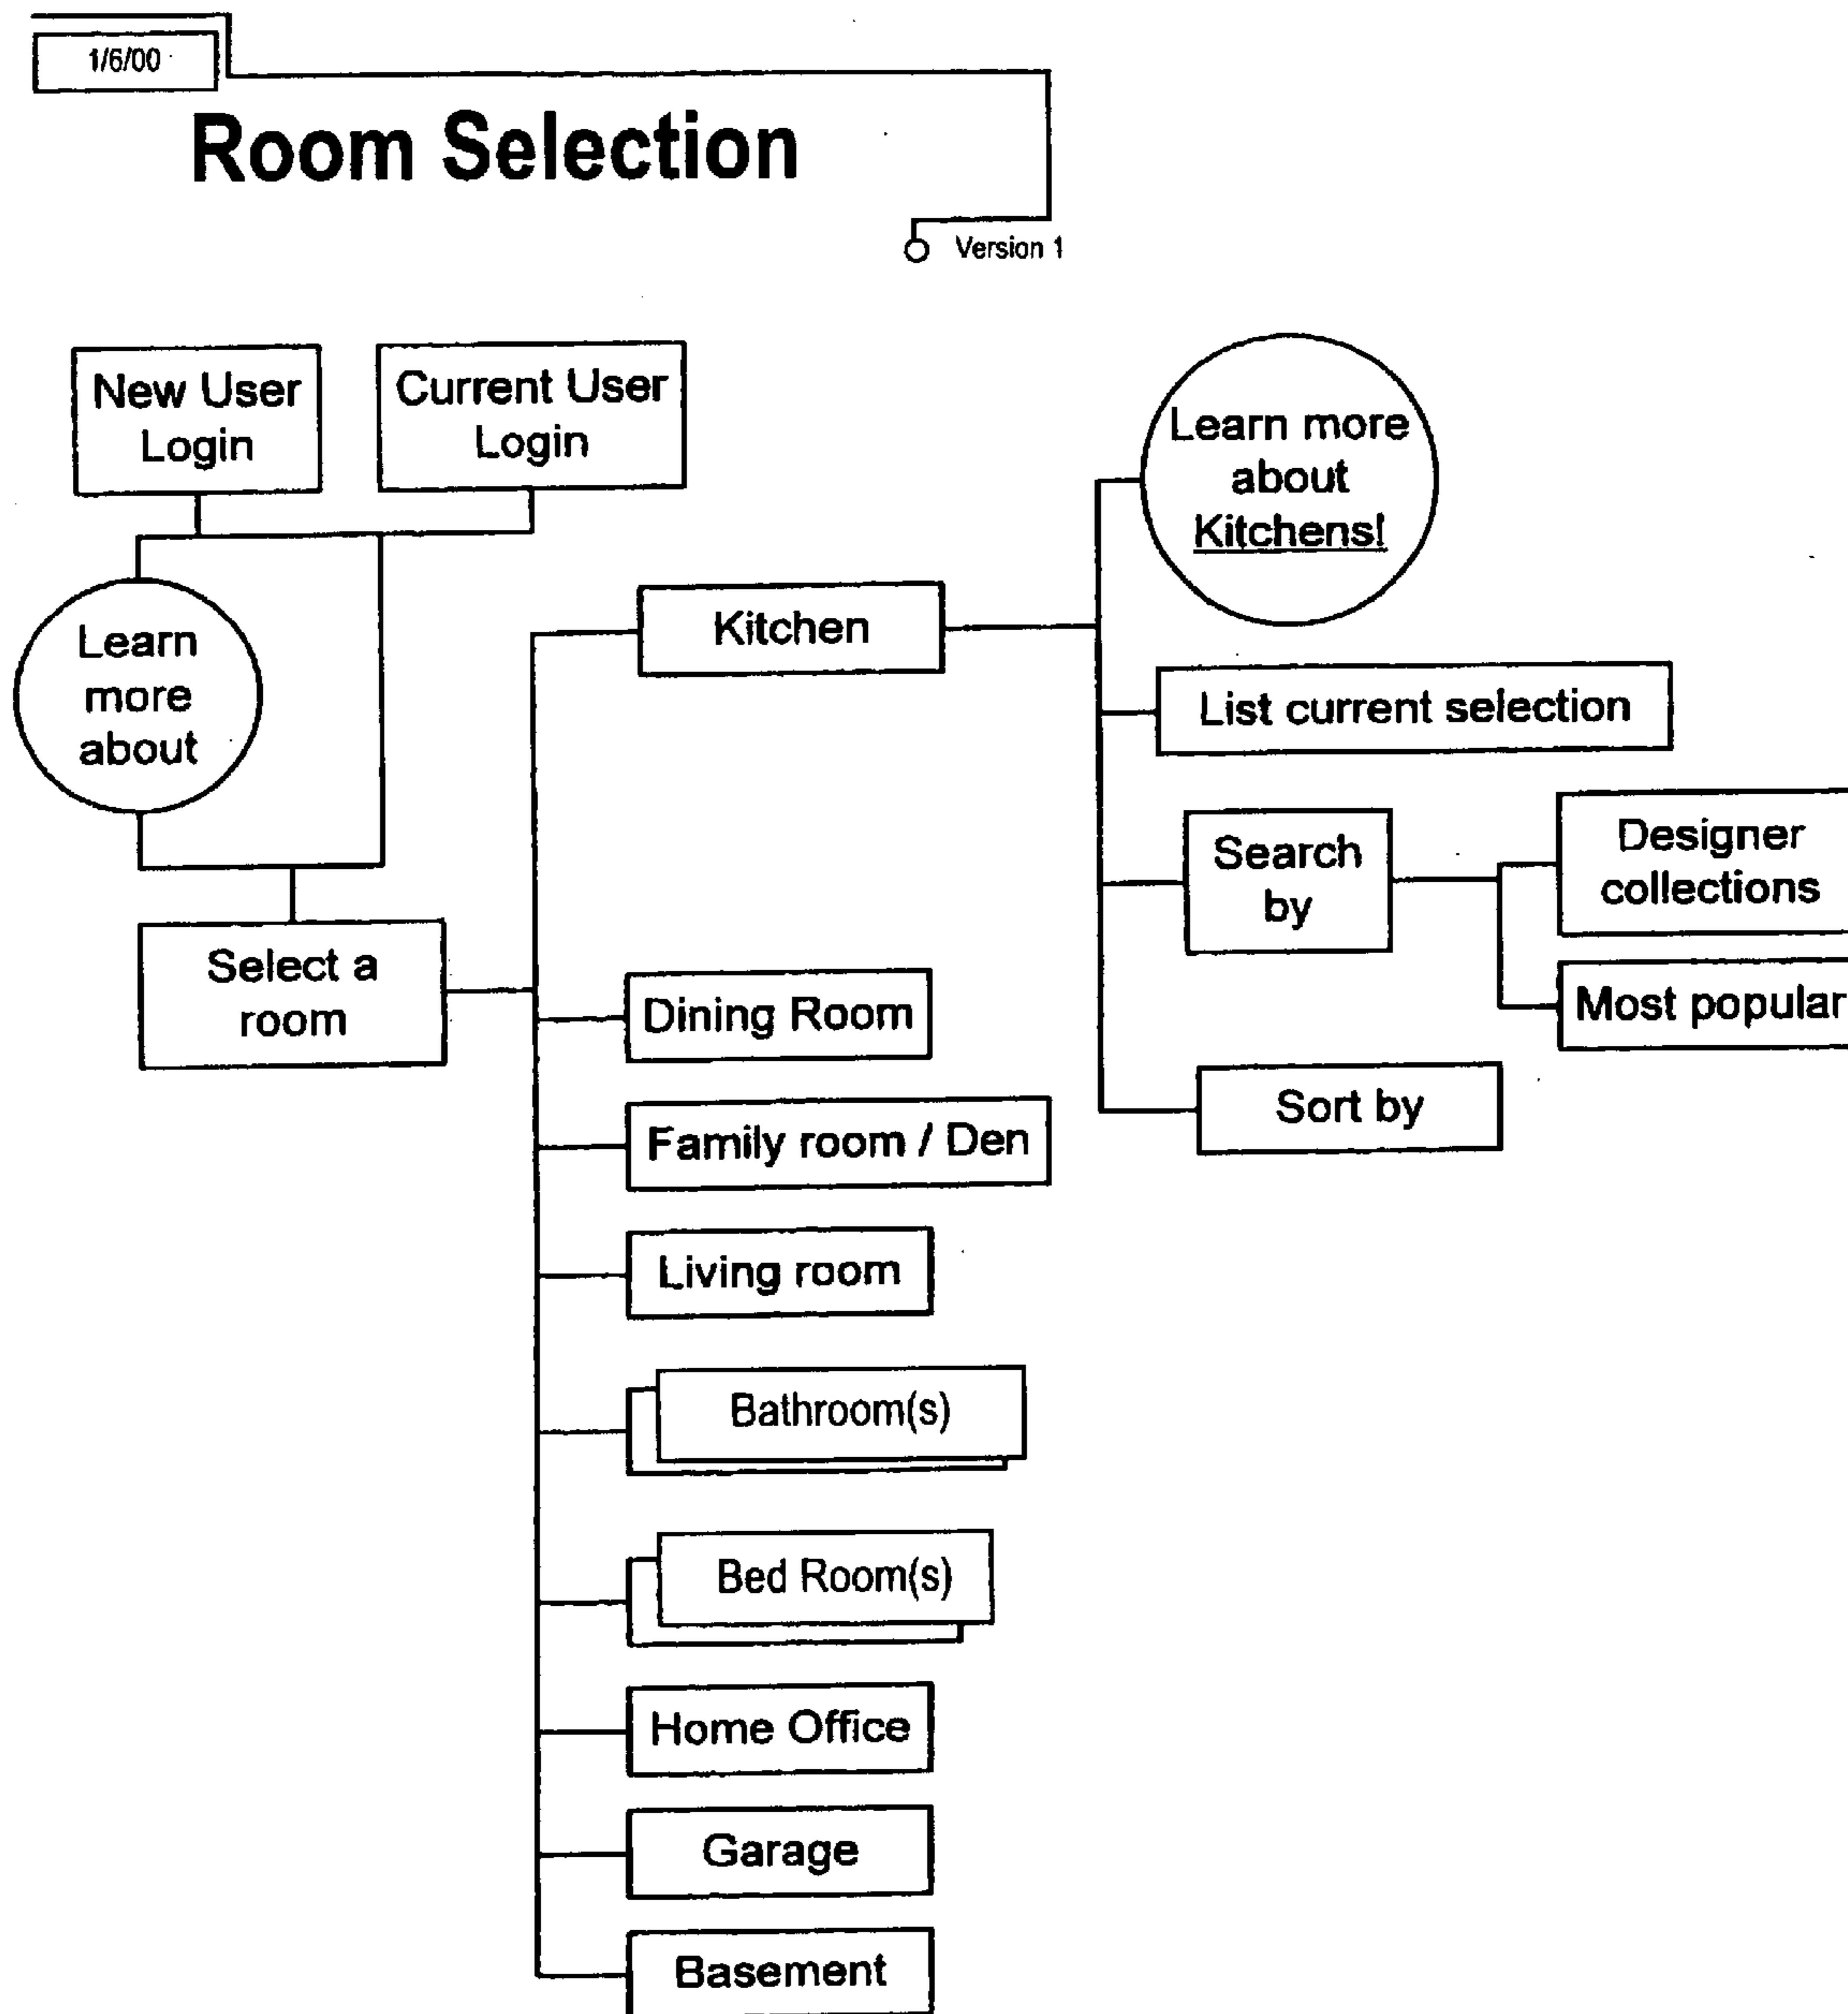 1/6/00
Room Selection
Version 1
New User
Login
Current User
Login
Learn
more
about
Select a
room
Kitchen
Dining Room
Family room / Den
Living room
Bathroom(s)
Bed Room(s)
Home Office
Garage
Basement
Learn more
about
Kitchens!
List current selection
Search
by
Designer
collections
Most popular
Sort by